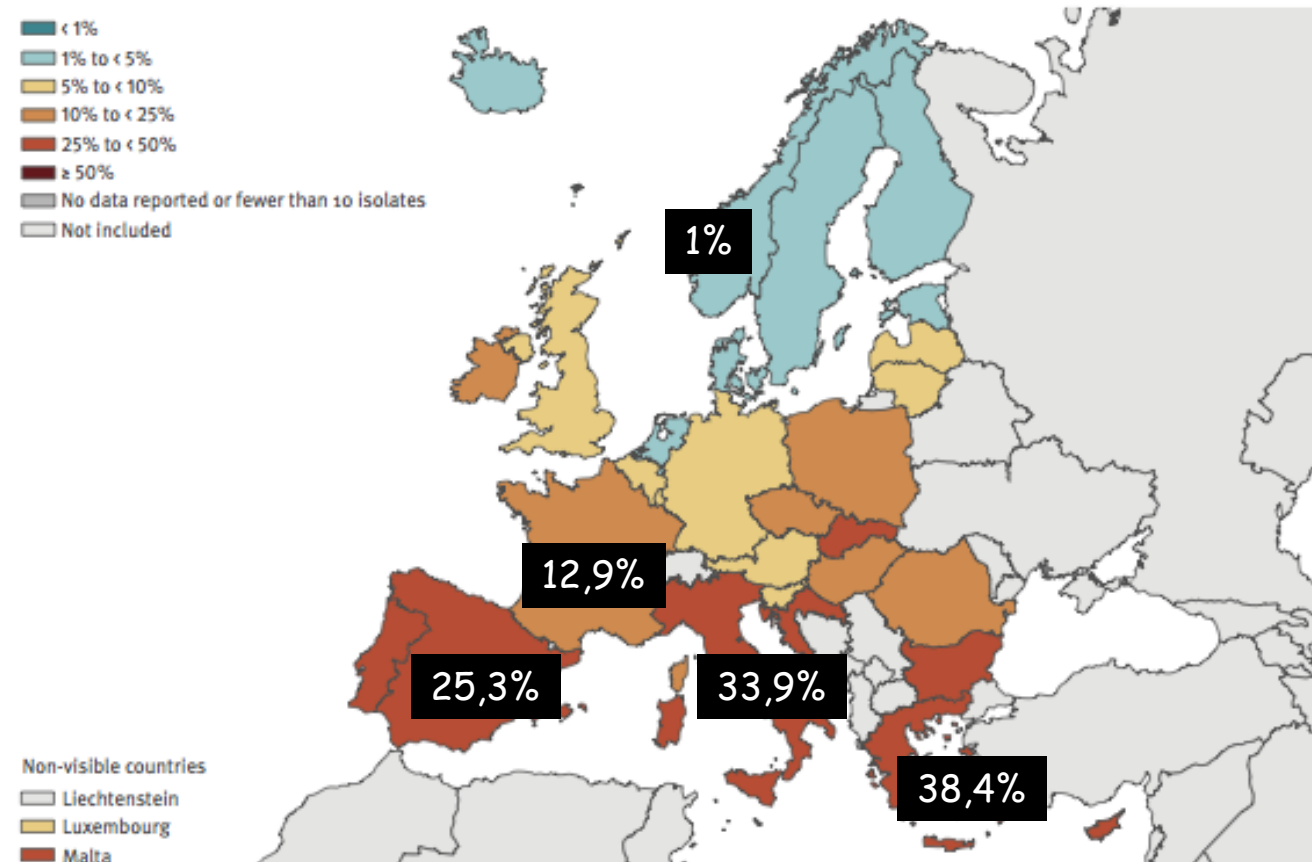 < 1%
1% to < 5%
5% to < 10%
10% to < 25%
25% to < 50%
≥ 50%
No data reported or fewer than 10 isolates
Not included
1%
12,9%
25,3%
33,9%
38,4%
Non-visible countries
Liechtenstein
Luxembourg
Malta